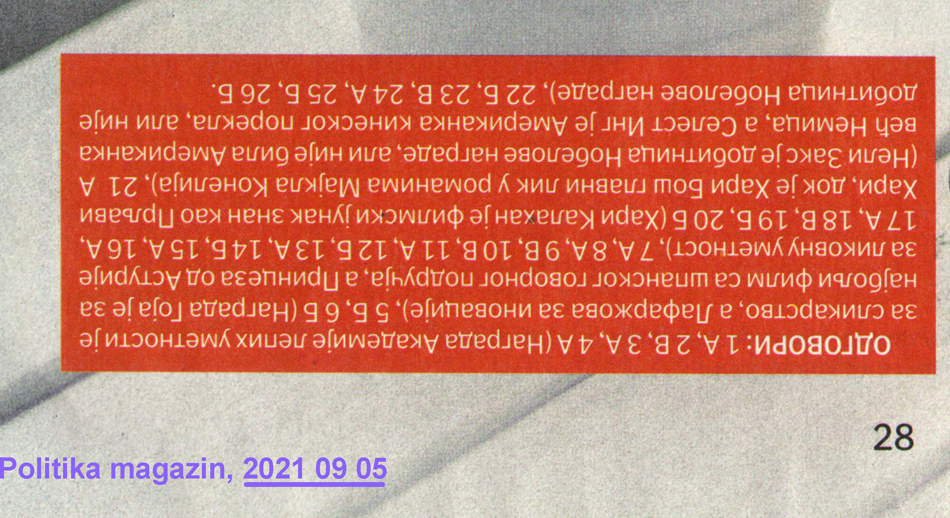 ОДГОВОРИ: 1 А, 2 В, 3 А, 4 А (Награда Академије лепих уметности је
за сликарство, а Лафаржова за иновације), 5 Б, 6 Б (Награда Гоја је за
најбољи филм са шпанског говорног подручја, а Принцеза од Астурије
за ликовну уметност), 7 А, 8 А, 9 В, 10 В, 11 А, 12 Б, 13 А, 14 Б, 15 А, 16 А,
17 А, 18 В, 19 Б, 20 Б (Хари Калахан је филмски јунак знан као Прљави
Хари, док је Хари Бош главни лик у романима Мајкла Конелија), 21 А
(Нели Закс је добитница Нобелове награде, али није била Американка
већ Немица, а Селест Инг је Американка кинеског порекла, али није
добитница Нобелове награде), 22 Б, 23 В, 24 А, 25 Б, 26 Б.
28
Politika magazin, 2021 09 05